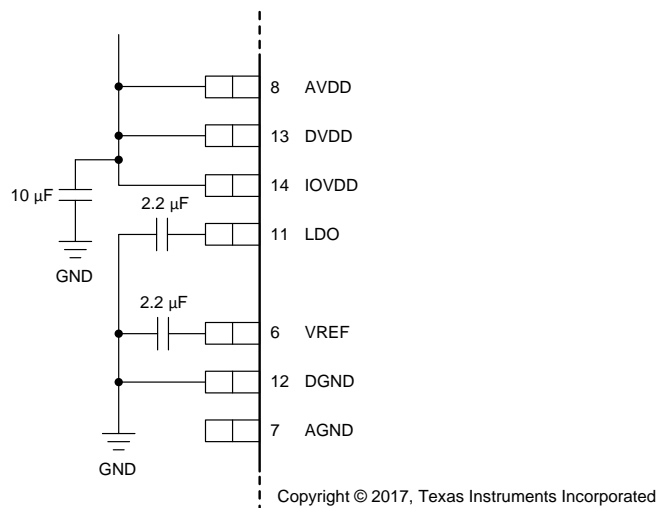 8 AVDD
13 DVDD
14 IOVDD
10 μF
2.2 μF
11 LDO
GND
2.2 μF
6 VREF
12 DGND
7 AGND
GND
Copyright © 2017, Texas Instruments Incorporated